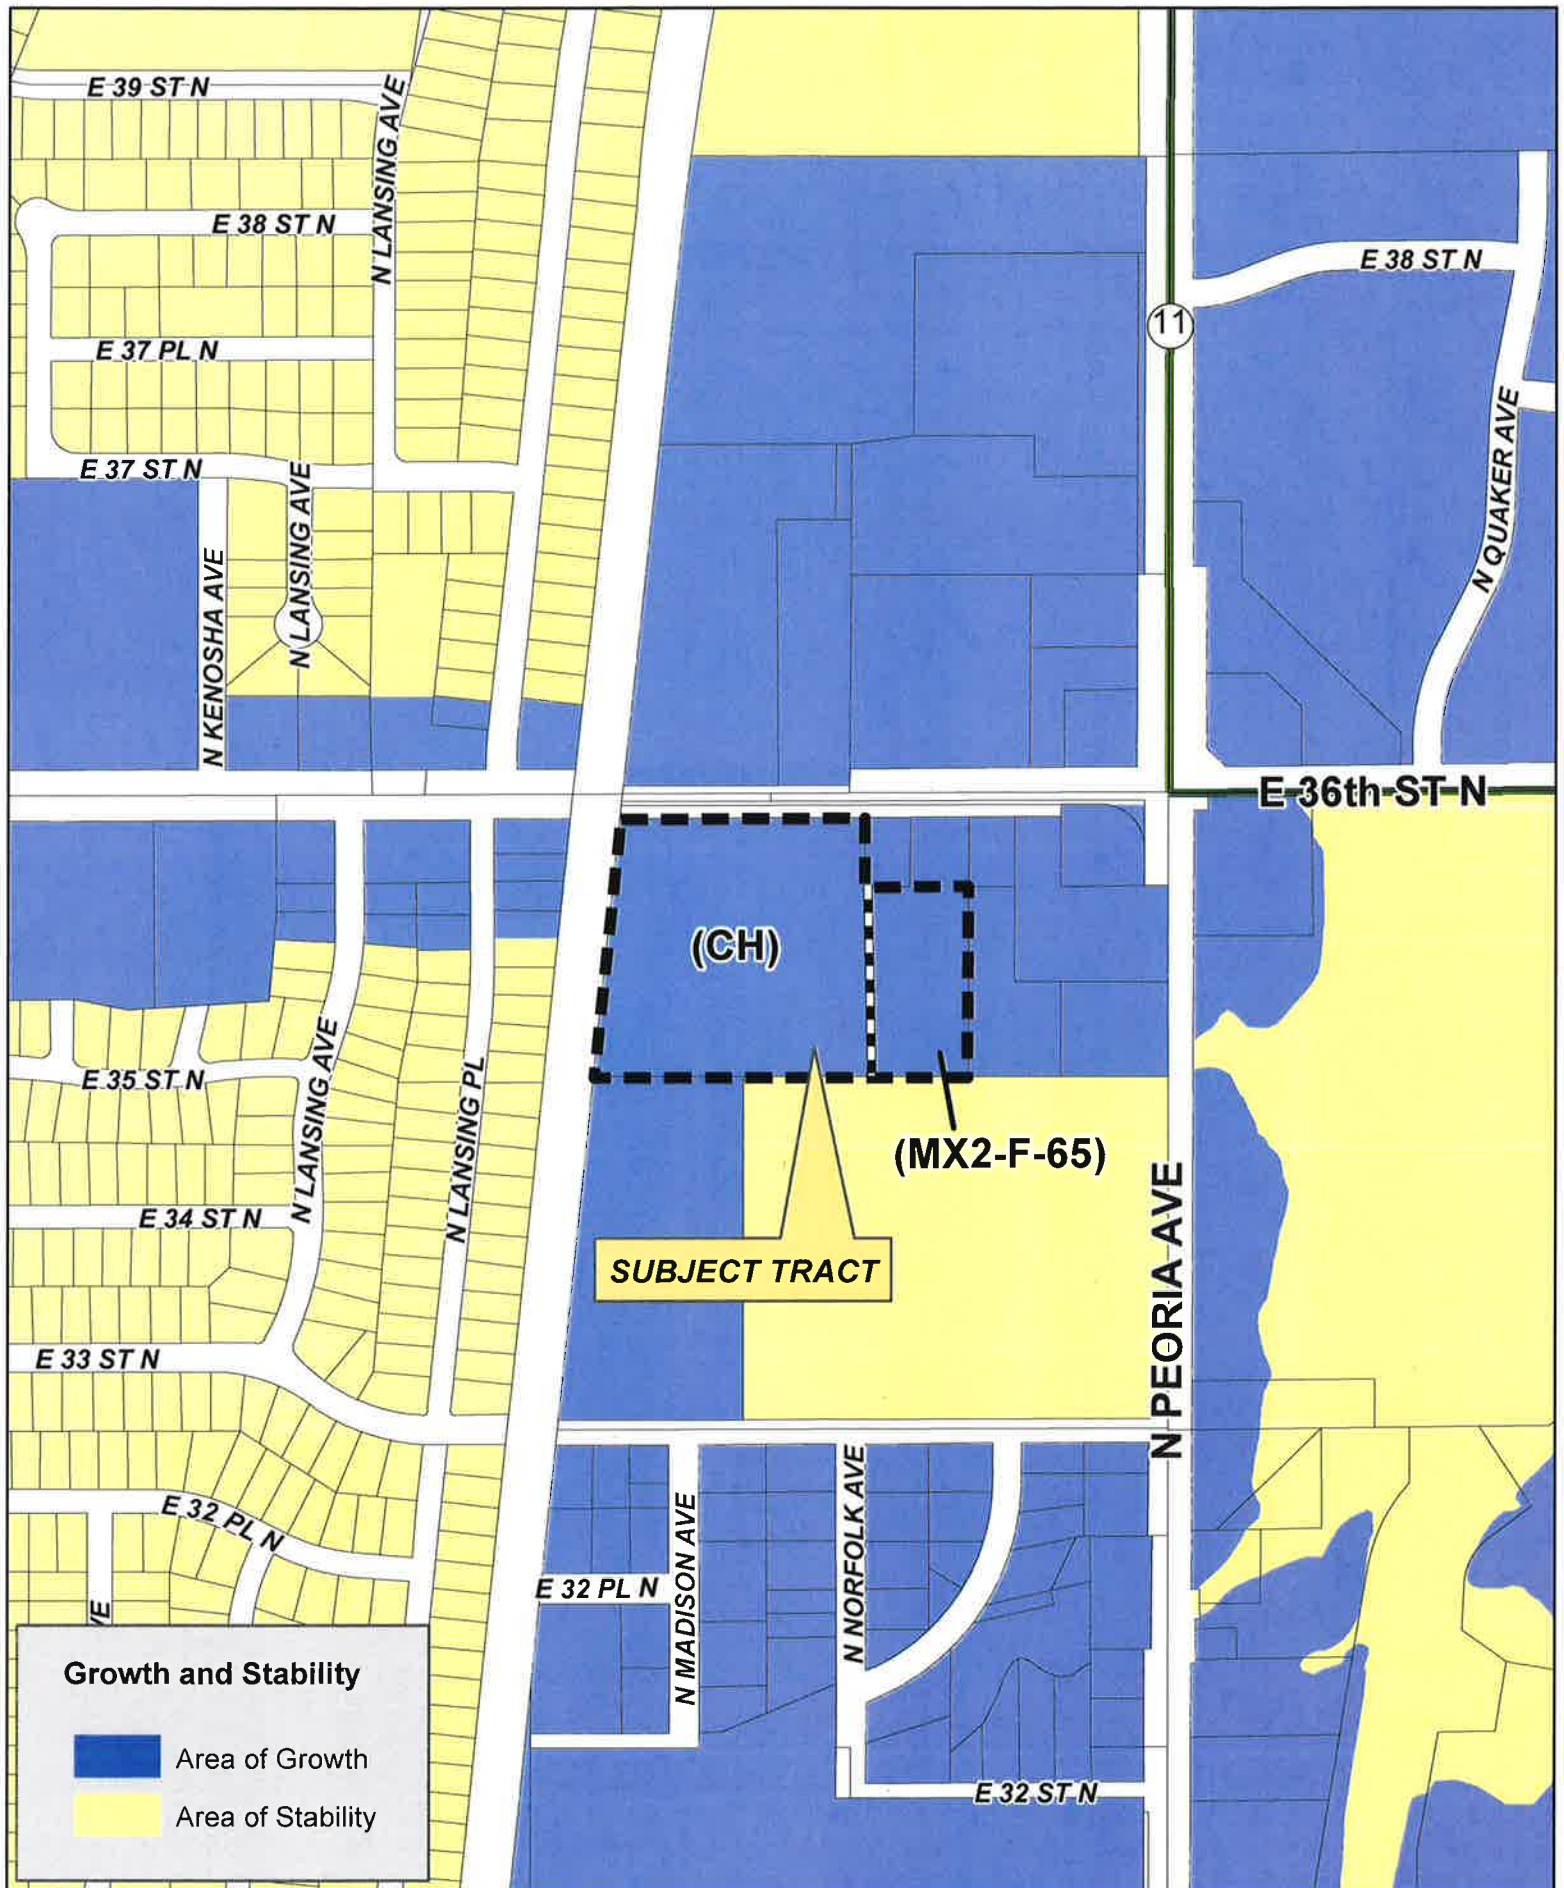 E 39 ST N
N LANSING AVE
E 38 ST N
E 38 ST N
11
E 37 PL N
N QUAKER AVE
E 37 ST N
N LANSING AVE
N KENOSHA AVE
E 36th ST N
(CH)
N LANSING AVE
E 35 ST N
N LANSING PL
(MX2-F-65)
N PEORIA AVE
E 34 ST N
SUBJECT TRACT
E 33 ST N
E 32 PL N
N MADISON AVE
N NORFOLK AVE
E 32 PL N
VE
E 32 ST N
Growth and Stability
Area of Growth
Area of Stability